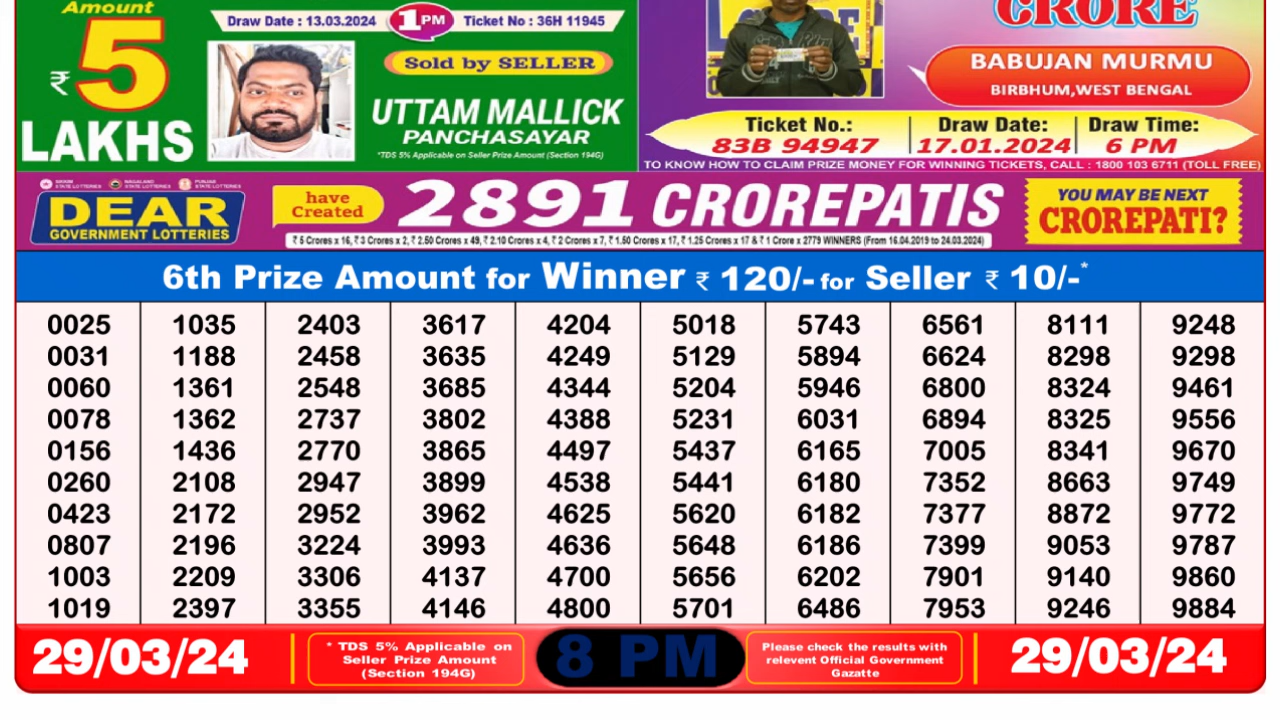 Amount
₹ 5
LAKHS
Draw Date : 13.03.2024 1 PM Ticket No : 36H 11945
Sold by SELLER
UTTAM MALLICK
PANCHASAYAR
*TDS 5% Applicable on Seller Prize Amount (Section 194G)
CRORE
BABUJAN MURMU
BIRBHUM,WEST BENGAL
Ticket No.: Draw Date: Draw Time:
83B 94947 17.01.2024 6 PM
TO KNOW HOW TO CLAIM PRIZE MONEY FOR WINNING TICKETS, CALL : 1800 103 6711 (TOLL FREE)
SIKKIM STATE LOTTERIES NAGALAND STATE LOTTERIES PUNJAB STATE LOTTERIES
DEAR
GOVERNMENT LOTTERIES
have
Created
2891 CROREPATIS
₹ 5 Crores x 16, ₹ 3 Crores x 2, ₹ 2.50 Crores x 49, ₹ 2.10 Crores x 4, ₹ 2 Crores x 7, ₹ 1.50 Crores x 17, ₹ 1.25 Crores x 17 & ₹ 1 Crore x 2779 WINNERS (From 16.04.2019 to 24.03.2024)
YOU MAY BE NEXT
CROREPATI?
6th Prize Amount for Winner ₹ 120/- for Seller ₹ 10/-*
0025 1035 2403 3617 4204 5018 5743 6561 8111 9248
0031 1188 2458 3635 4249 5129 5894 6624 8298 9298
0060 1361 2548 3685 4344 5204 5946 6800 8324 9461
0078 1362 2737 3802 4388 5231 6031 6894 8325 9556
0156 1436 2770 3865 4497 5437 6165 7005 8341 9670
0260 2108 2947 3899 4538 5441 6180 7352 8663 9749
0423 2172 2952 3962 4625 5620 6182 7377 8872 9772
0807 2196 3224 3993 4636 5648 6186 7399 9053 9787
1003 2209 3306 4137 4700 5656 6202 7901 9140 9860
1019 2397 3355 4146 4800 5701 6486 7953 9246 9884
29/03/24
* TDS 5% Applicable on
Seller Prize Amount
(Section 194G)
8 PM
Please check the results with
relevent Official Government
Gazatte
29/03/24